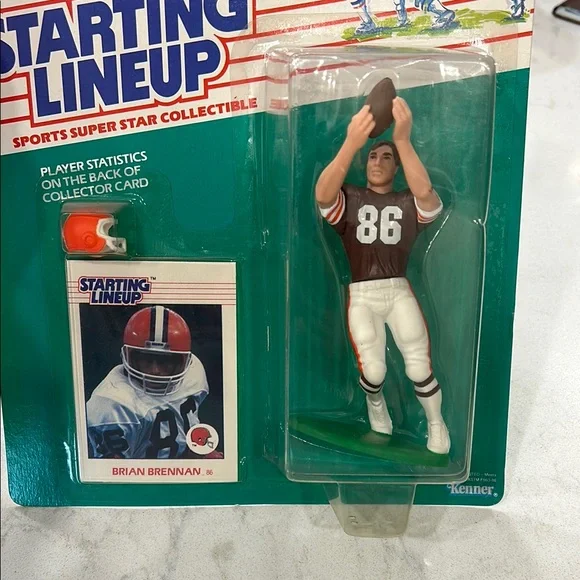 STARTING
LINEUP
SPORTS SUPER STAR COLLECTIBLE
PLAYER STATISTICS
ON THE BACK OF
COLLECTOR CARD
86
STARTING™
LINEUP
BRIAN BRENNAN, 86
Kenner